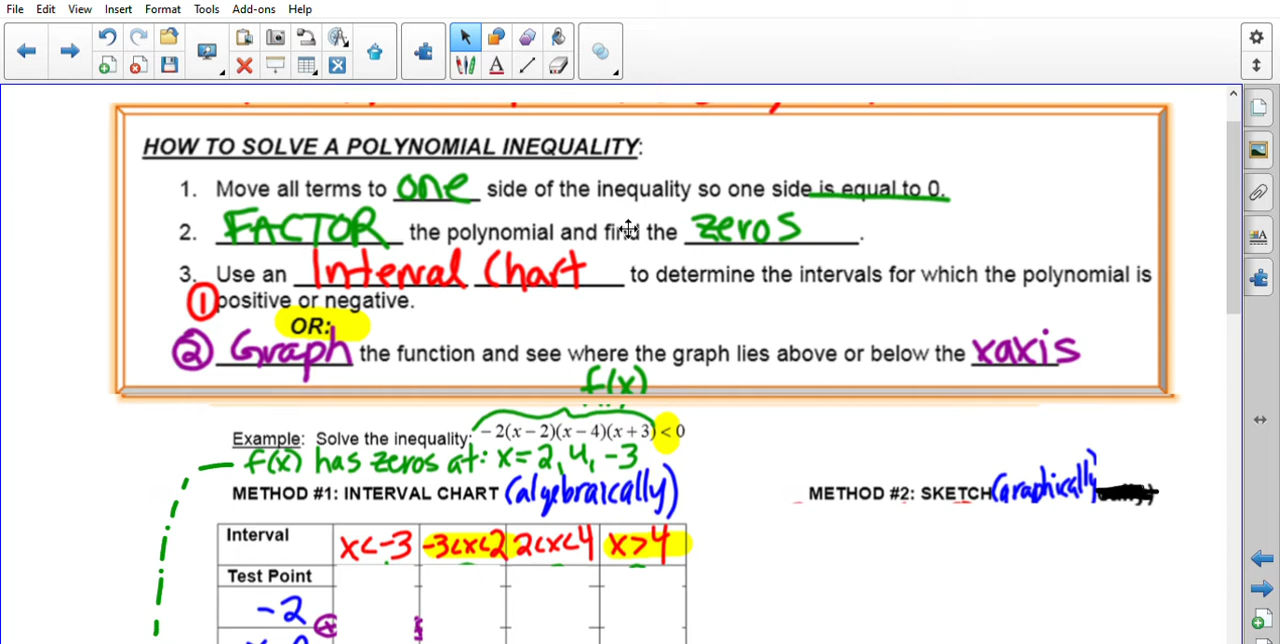 File Edit View Insert Format Tools Add-ons Help
HOW TO SOLVE A POLYNOMIAL INEQUALITY:
1. Move all terms to one side of the inequality so one side is equal to 0.
2. FACTOR the polynomial and find the zeros.
3. Use an Interval Chart to determine the intervals for which the polynomial is
① positive or negative.
OR:
② Graph the function and see where the graph lies above or below the xaxis
f(x)
Example: Solve the inequality: -2(x-2)(x-4)(x+3)<0
f(x) has zeros at: x=2, 4, -3
METHOD #1: INTERVAL CHART (algebraically) METHOD #2: SKETCH (Graphically)
Interval x<-3 -3<x<2 2<x<4 x>4
Test Point
-2